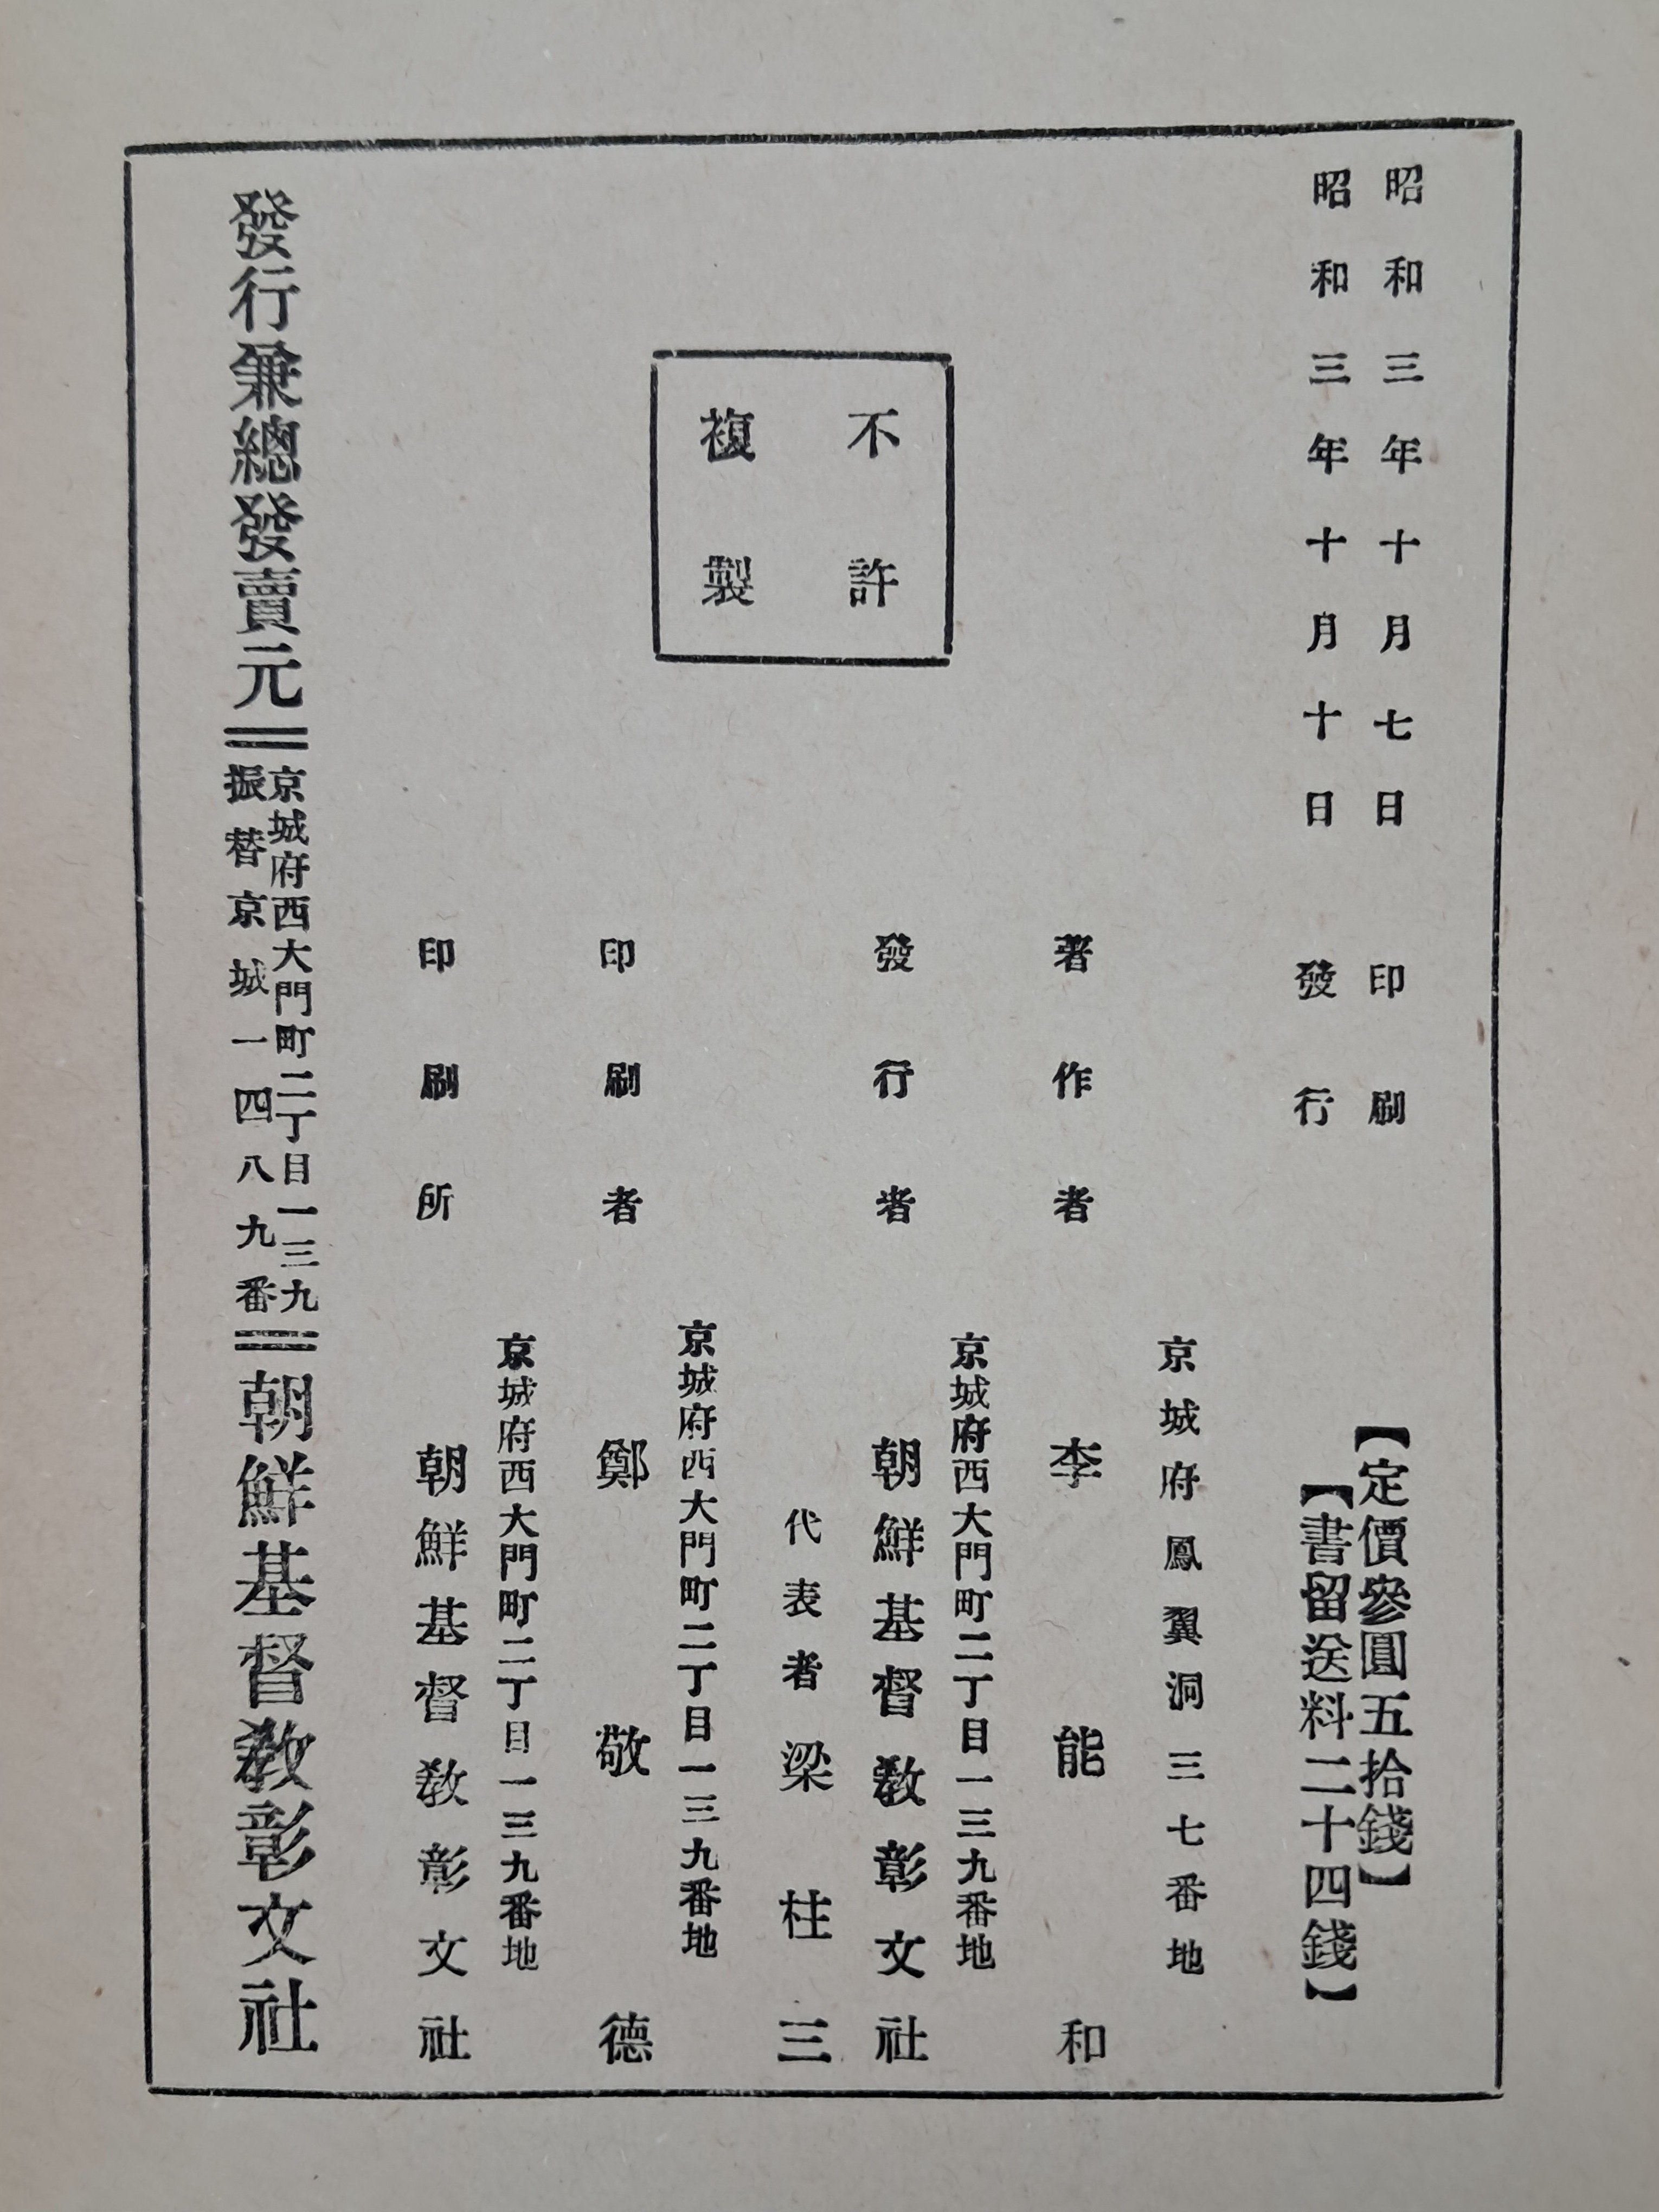 昭和三年十月七日 印刷
昭和三年十月十日 發行
【定價參圓五拾錢】
【書留送料二十四錢】
京城府鳳翼洞三七番地
著作者 李能和
京城府西大門町二丁目一三九番地
發行者 朝鮮基督敎彰文社
代表者 梁柱三
不許
複製
京城府西大門町二丁目一三九番地
印刷者 鄭敬德
京城府西大門町二丁目一三九番地
印刷所 朝鮮基督敎彰文社
發行兼總發賣元
京城府西大門町二丁目一三九
振替京城一四八九番
朝鮮基督敎彰文社